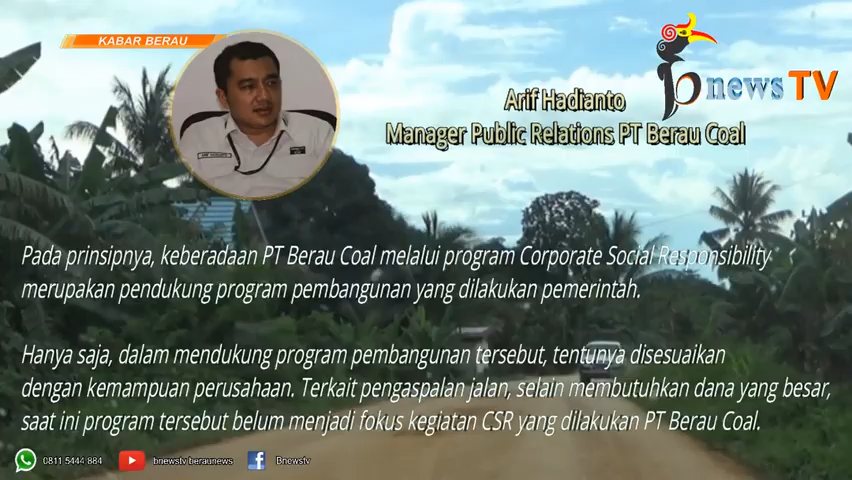 KABAR BERAU
bnews TV
Arif Hadianto
Manager Public Relations PT Berau Coal
Pada prinsipnya, keberadaan PT Berau Coal melalui program Corporate Social Responsibility
merupakan pendukung program pembangunan yang dilakukan pemerintah.
Hanya saja, dalam mendukung program pembangunan tersebut, tentunya disesuaikan
dengan kemampuan perusahaan. Terkait pengaspalan jalan, selain membutuhkan dana yang besar,
saat ini program tersebut belum menjadi fokus kegiatan CSR yang dilakukan PT Berau Coal.
0811 5444 884 bnewstv beraunews Bnewstv